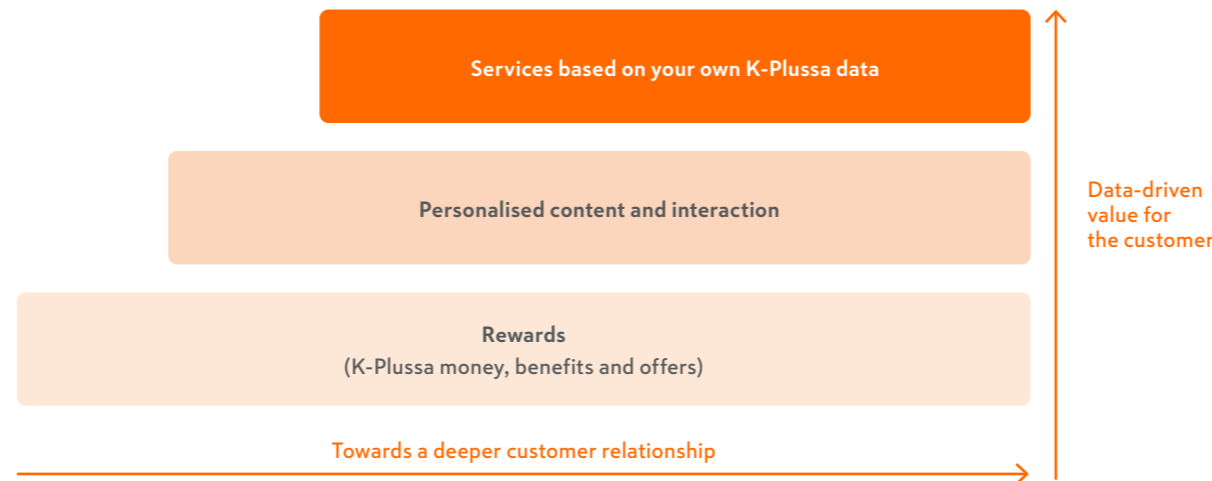 Services based on your own K-Plussa data
Personalised content and interaction
Data-driven
value for
the customer
Rewards
(K-Plussa money, benefits and offers)
Towards a deeper customer relationship